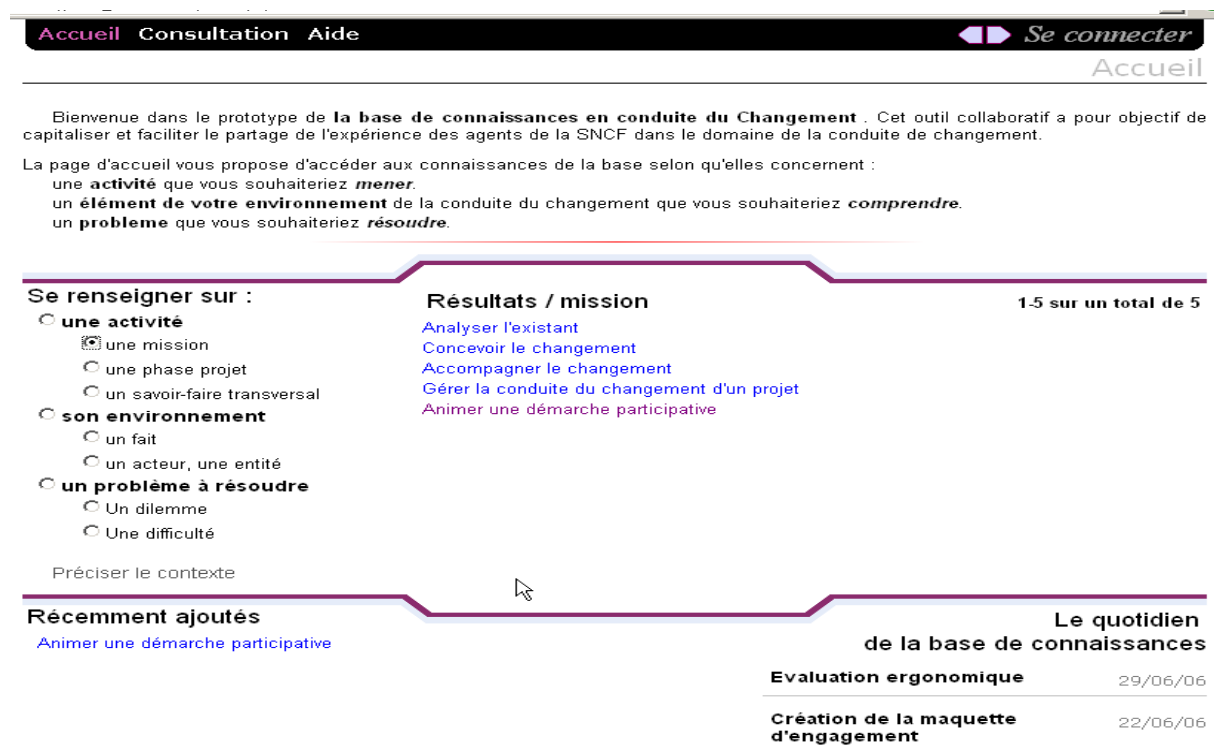 Accueil Consultation Aide
Se connecter
Accueil
Bienvenue dans le prototype de la base de connaissances en conduite du Changement . Cet outil collaboratif a pour objectif de
capitaliser et faciliter le partage de l'expérience des agents de la SNCF dans le domaine de la conduite de changement.
La page d'accueil vous propose d'accéder aux connaissances de la base selon qu'elles concernent :
une activité que vous souhaiteriez mener.
un élément de votre environnement de la conduite du changement que vous souhaiteriez comprendre.
un probleme que vous souhaiteriez résoudre.
Se renseigner sur :
une activité
une mission
une phase projet
un savoir-faire transversal
son environnement
un fait
un acteur, une entité
un problème à résoudre
Un dilemme
Une difficulté
Préciser le contexte
Résultats / mission
1-5 sur un total de 5
Analyser l'existant
Concevoir le changement
Accompagner le changement
Gérer la conduite du changement d'un projet
Animer une démarche participative
Récemment ajoutés
Animer une démarche participative
Le quotidien
de la base de connaissances
Evaluation ergonomique 29/06/06
Création de la maquette 22/06/06
d'engagement